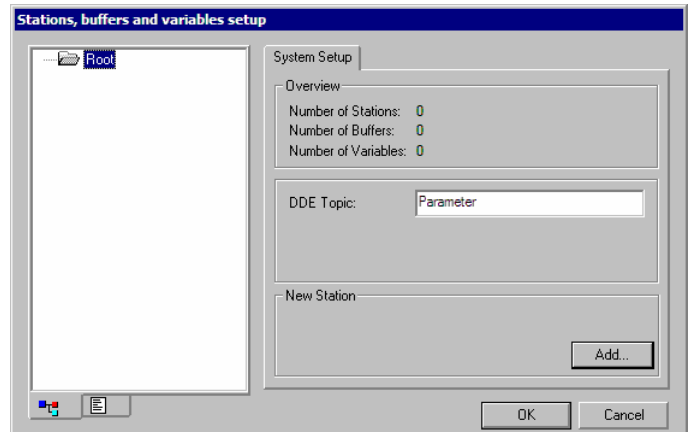 Stations, buffers and variables setup
Root
System Setup
Overview
Number of Stations: 0
Number of Buffers: 0
Number of Variables: 0
DDE Topic: Parameter
New Station
Add...
OK Cancel